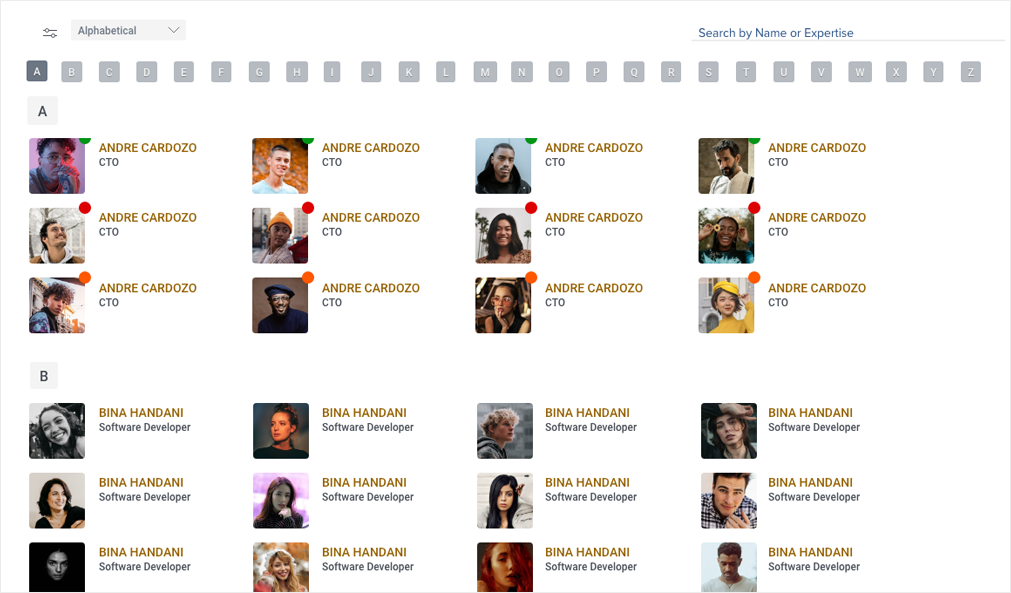 Alphabetical
Search by Name or Expertise
A B C D E F G H I J K L M N O P Q R S T U V W X Y Z
A
ANDRE CARDOZO ANDRE CARDOZO ANDRE CARDOZO ANDRE CARDOZO
CTO CTO CTO CTO
ANDRE CARDOZO ANDRE CARDOZO ANDRE CARDOZO ANDRE CARDOZO
CTO CTO CTO CTO
ANDRE CARDOZO ANDRE CARDOZO ANDRE CARDOZO ANDRE CARDOZO
CTO CTO CTO CTO
B
BINA HANDANI BINA HANDANI BINA HANDANI BINA HANDANI
Software Developer Software Developer Software Developer Software Developer
BINA HANDANI BINA HANDANI BINA HANDANI BINA HANDANI
Software Developer Software Developer Software Developer Software Developer
BINA HANDANI BINA HANDANI BINA HANDANI BINA HANDANI
Software Developer Software Developer Software Developer Software Developer